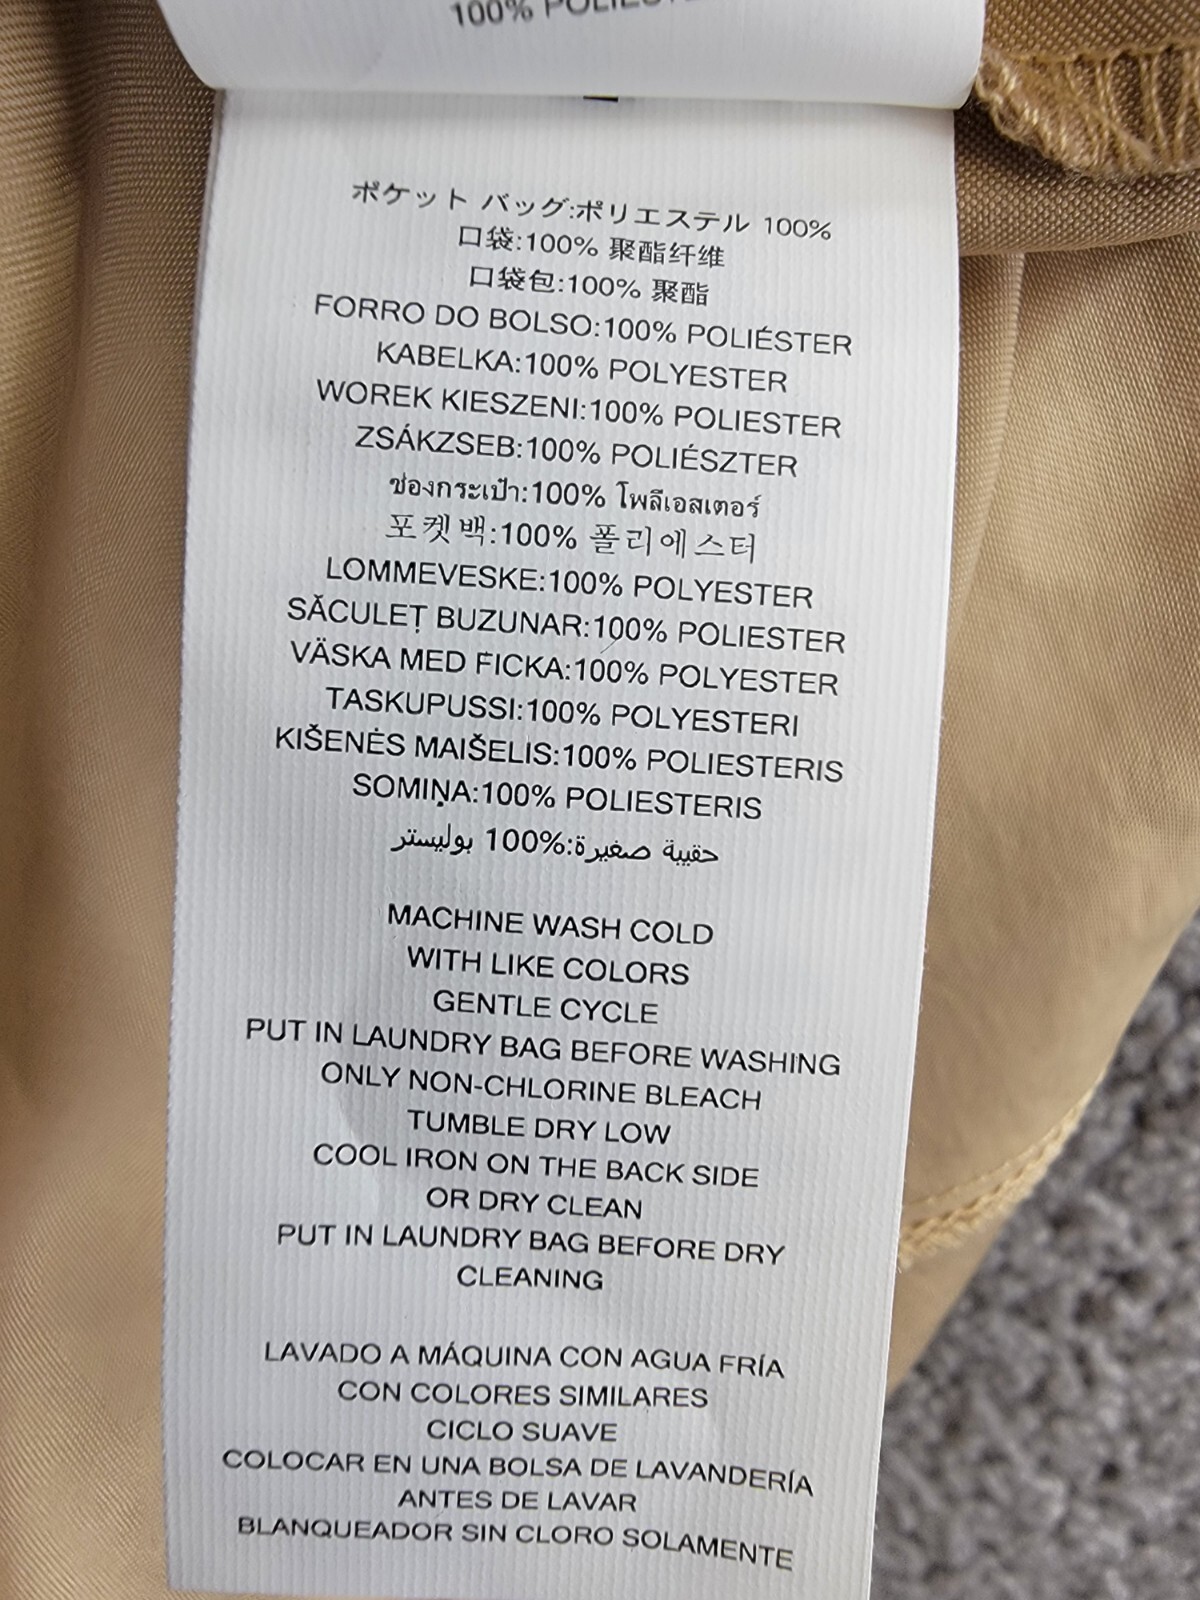 100%
ポケット バッグ:ポリエステル 100%
口袋:100% 聚酯纤维
口袋包:100% 聚酯
FORRO DO BOLSO:100% POLIÉSTER
KABELKA:100% POLYESTER
WOREK KIESZENI:100% POLIESTER
ZSÁKZSEB:100% POLIÉSZTER
ช่องกระเป๋า:100% โพลีเอสเตอร์
포켓백:100% 폴리에스터
LOMMEVESKE:100% POLYESTER
SĂCULEȚ BUZUNAR:100% POLIESTER
VÄSKA MED FICKA:100% POLYESTER
TASKUPUSSI:100% POLYESTERI
KIŠENĖS MAIŠELIS:100% POLIESTERIS
SOMIŅA:100% POLIESTERIS
حقيبة صغيرة:100% بوليستر
MACHINE WASH COLD
WITH LIKE COLORS
GENTLE CYCLE
PUT IN LAUNDRY BAG BEFORE WASHING
ONLY NON-CHLORINE BLEACH
TUMBLE DRY LOW
COOL IRON ON THE BACK SIDE
OR DRY CLEAN
PUT IN LAUNDRY BAG BEFORE DRY
CLEANING
LAVADO A MÁQUINA CON AGUA FRÍA
CON COLORES SIMILARES
CICLO SUAVE
COLOCAR EN UNA BOLSA DE LAVANDERÍA
ANTES DE LAVAR
BLANQUEADOR SIN CLORO SOLAMENTE